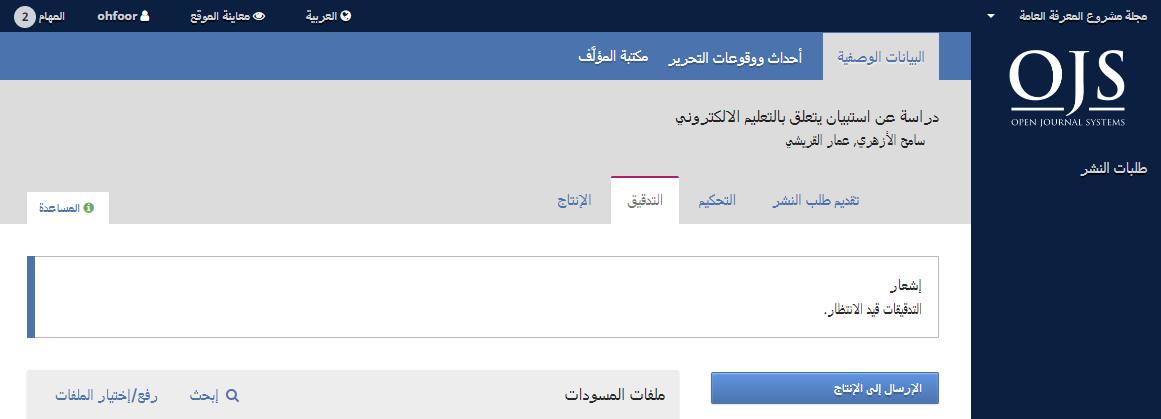 مجلة مشروع المعرفة العامة
العربية
معاينة الموقع
ohfoor
المهام 2
OJS
OPEN JOURNAL SYSTEMS
طلبات النشر
البيانات الوصفية
أحداث ووقوعات التحرير
مكتبة المؤلَّف
دراسة عن استبيان يتعلق بالتعليم الالكتروني
سامح الأزهري, عمار القريشي
تقديم طلب النشر
التحكيم
التدقيق
الإنتاج
المساعدة
إشعار
التدقيقات قيد الانتظار.
الإرسال إلى الإنتاج
ملفات المسودات
إبحث
رفع/إختيار الملفات